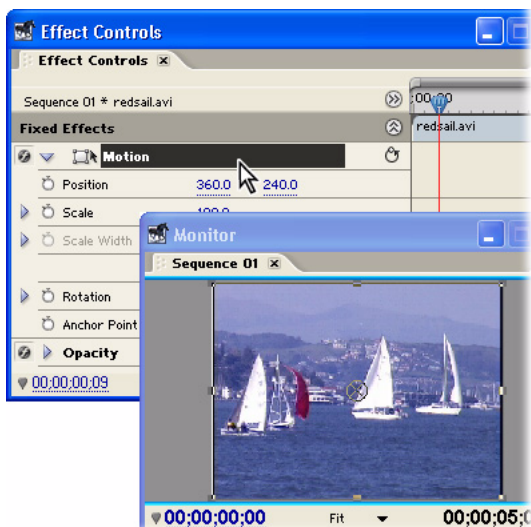 Effect Controls
Effect Controls
Sequence 01 * redsail.avi
;00;00
Fixed Effects
redsail.avi
Motion
Position 360.0 240.0
Scale 100.0
Scale Width
Rotation
Anchor Point
Opacity
00;00;00;09
Monitor
Sequence 01
00;00;00;00 Fit 00;00;05;